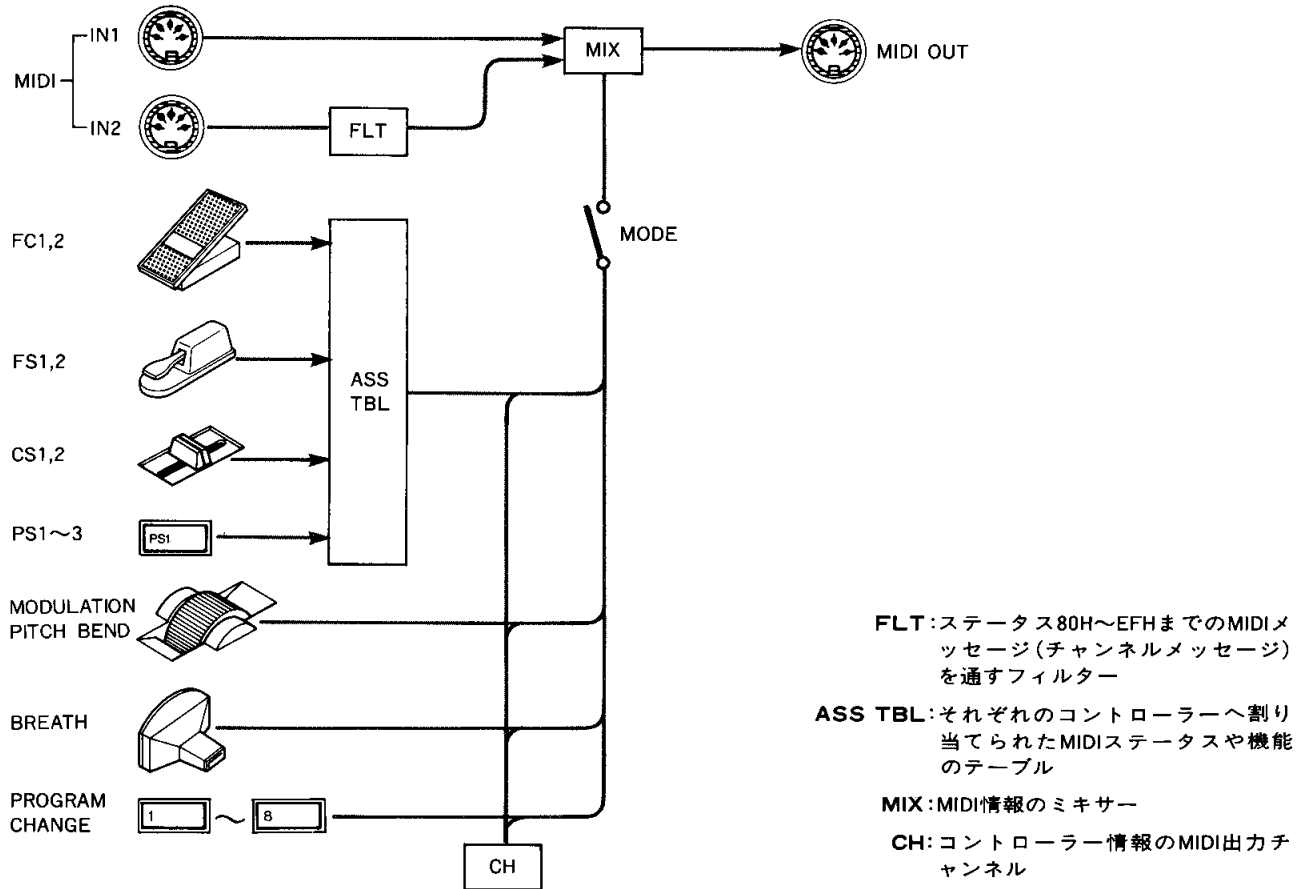 IN1
MIX
MIDI OUT
MIDI
IN2
FLT
FC1,2
MODE
FS1,2
ASS
TBL
CS1,2
PS1〜3
PS1
MODULATION
PITCH BEND
BREATH
PROGRAM
CHANGE
1
〜
8
CH
FLT:ステータス80H〜EFHまでのMIDIメ
ッセージ(チャンネルメッセージ)
を通すフィルター
ASS TBL:それぞれのコントローラーへ割り
当てられたMIDIステータスや機能
のテーブル
MIX:MIDI情報のミキサー
CH:コントローラー情報のMIDI出力チ
ャンネル